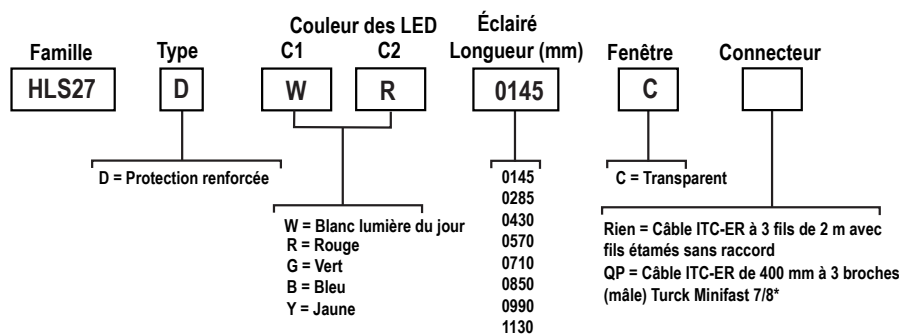 Couleur des LED
Éclairé
Famille
Type
C1
C2
Longueur (mm)
Fenêtre
Connecteur
HLS27
D
W
R
0145
C
D = Protection renforcée
W = Blanc lumière du jour
R = Rouge
G = Vert
B = Bleu
Y = Jaune
0145
0285
0430
0570
0710
0850
0990
1130
C = Transparent
Rien = Câble ITC-ER à 3 fils de 2 m avec
fils étamés sans raccord
QP = Câble ITC-ER de 400 mm à 3 broches
(mâle) Turck Minifast 7/8*